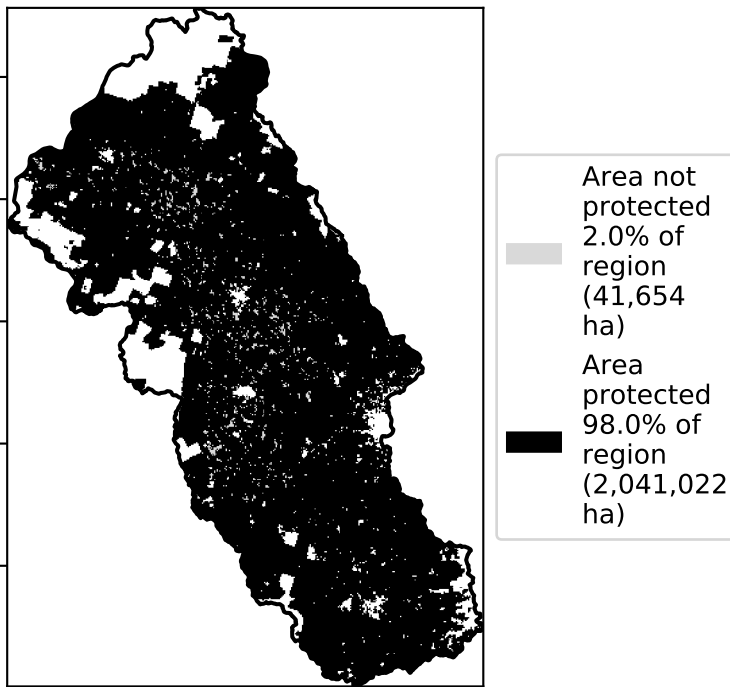 Area not
protected
2.0% of
region
(41,654
ha)
Area
protected
98.0% of
region
(2,041,022
ha)